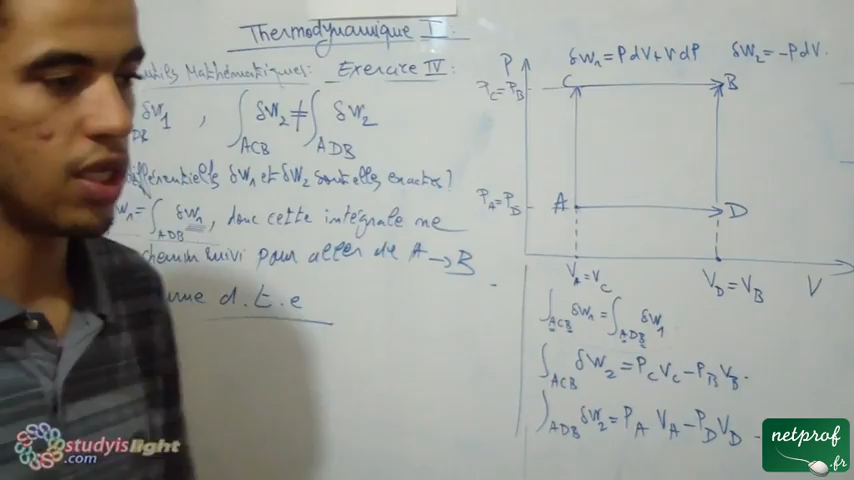 Thermodynamique I
Mathématiques: Exercice IV:
δW1 , ∫ACB δW2 ≠ ∫ADB δW2
différentielles δW1 et δW2 sont elles exactes?
= ∫ADB δW1, donc cette intégrale ne
chemin suivi pour aller de A → B
d.t.e
δW1 = PdV + VdP δW2 = -PdV.
P
C B
PC = PB
PA = PD
A D
VA = VC VD = VB V
∫ACB δW1 = ∫ADB δW1
∫ACB δW2 = PC VC - PB VB.
∫ADB δW2 = PA VA - PD VD
studyislight
.com
netprof
.fr